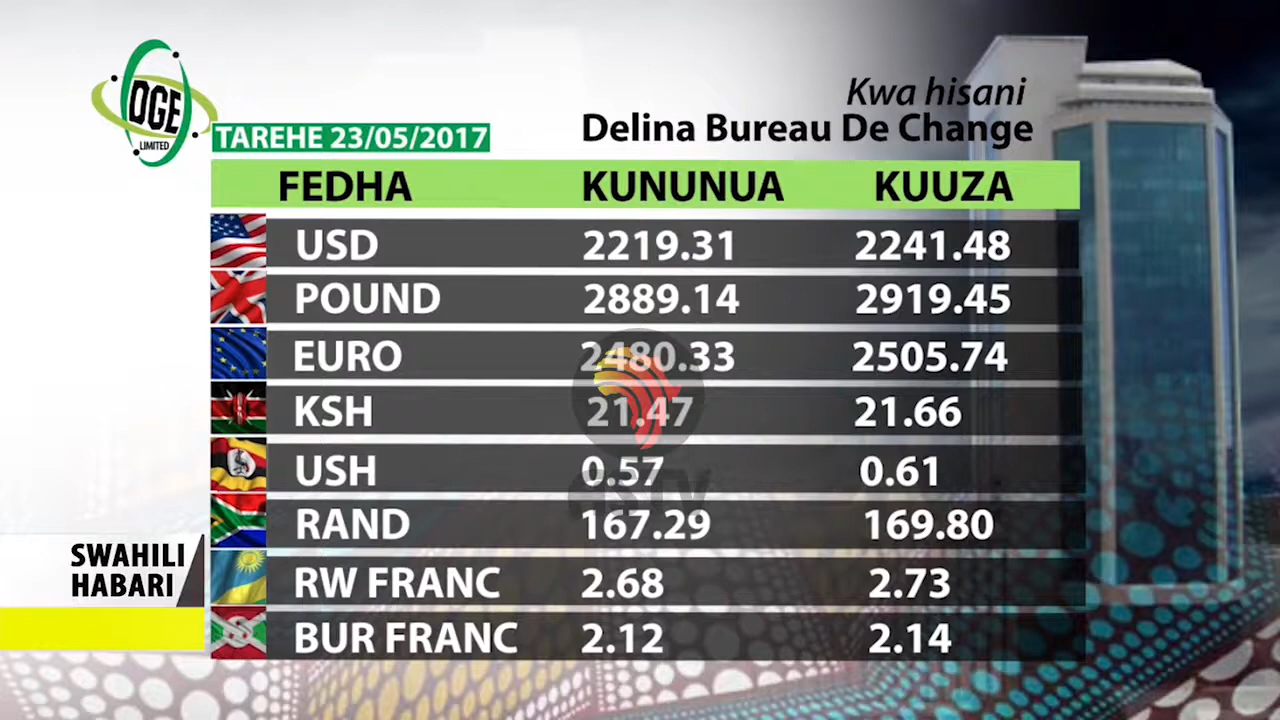 DGE
LIMITED
TAREHE 23/05/2017
Kwa hisani
Delina Bureau De Change
FEDHA KUNUNUA KUUZA
USD 2219.31 2241.48
POUND 2889.14 2919.45
EURO 2480.33 2505.74
KSH 21.47 21.66
USH 0.57 0.61
RAND 167.29 169.80
RW FRANC 2.68 2.73
BUR FRANC 2.12 2.14
SWAHILI
HABARI